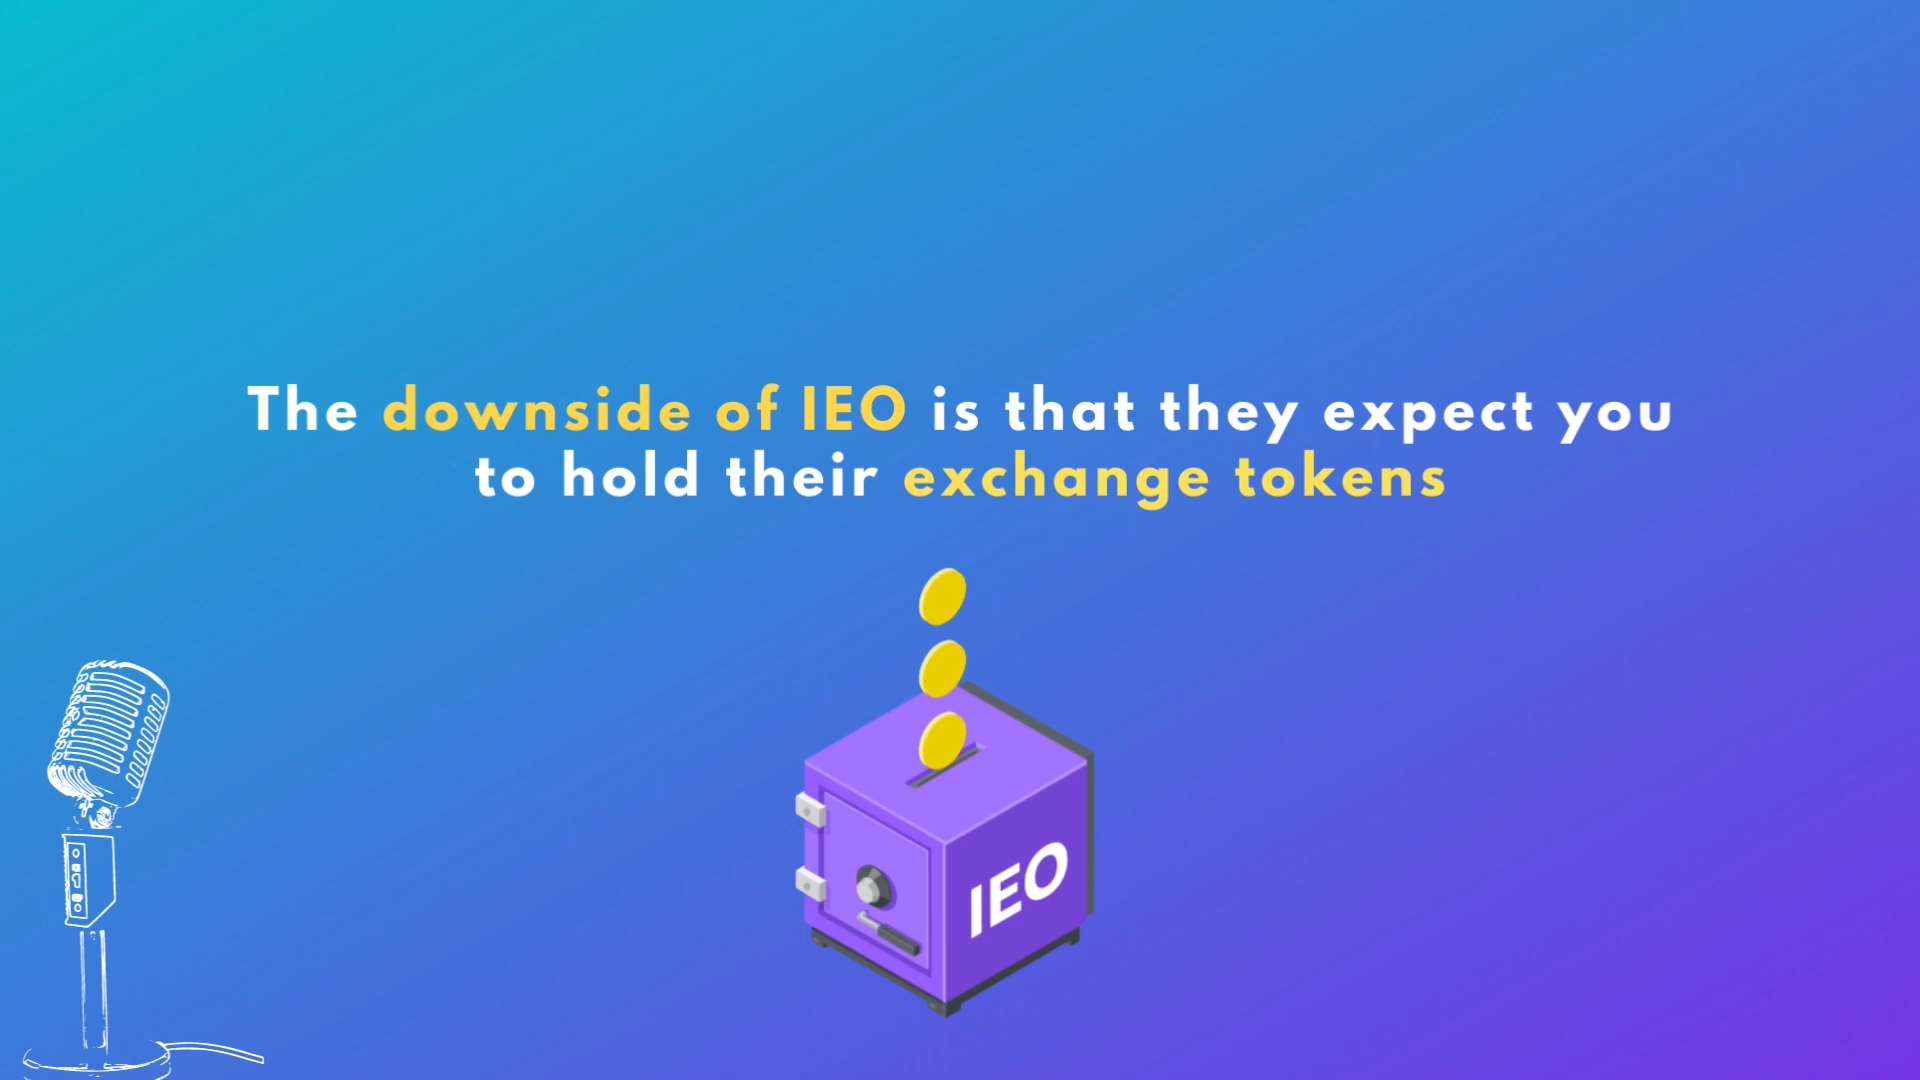 The downside of IEO is that they expect you
to hold their exchange tokens
IEO